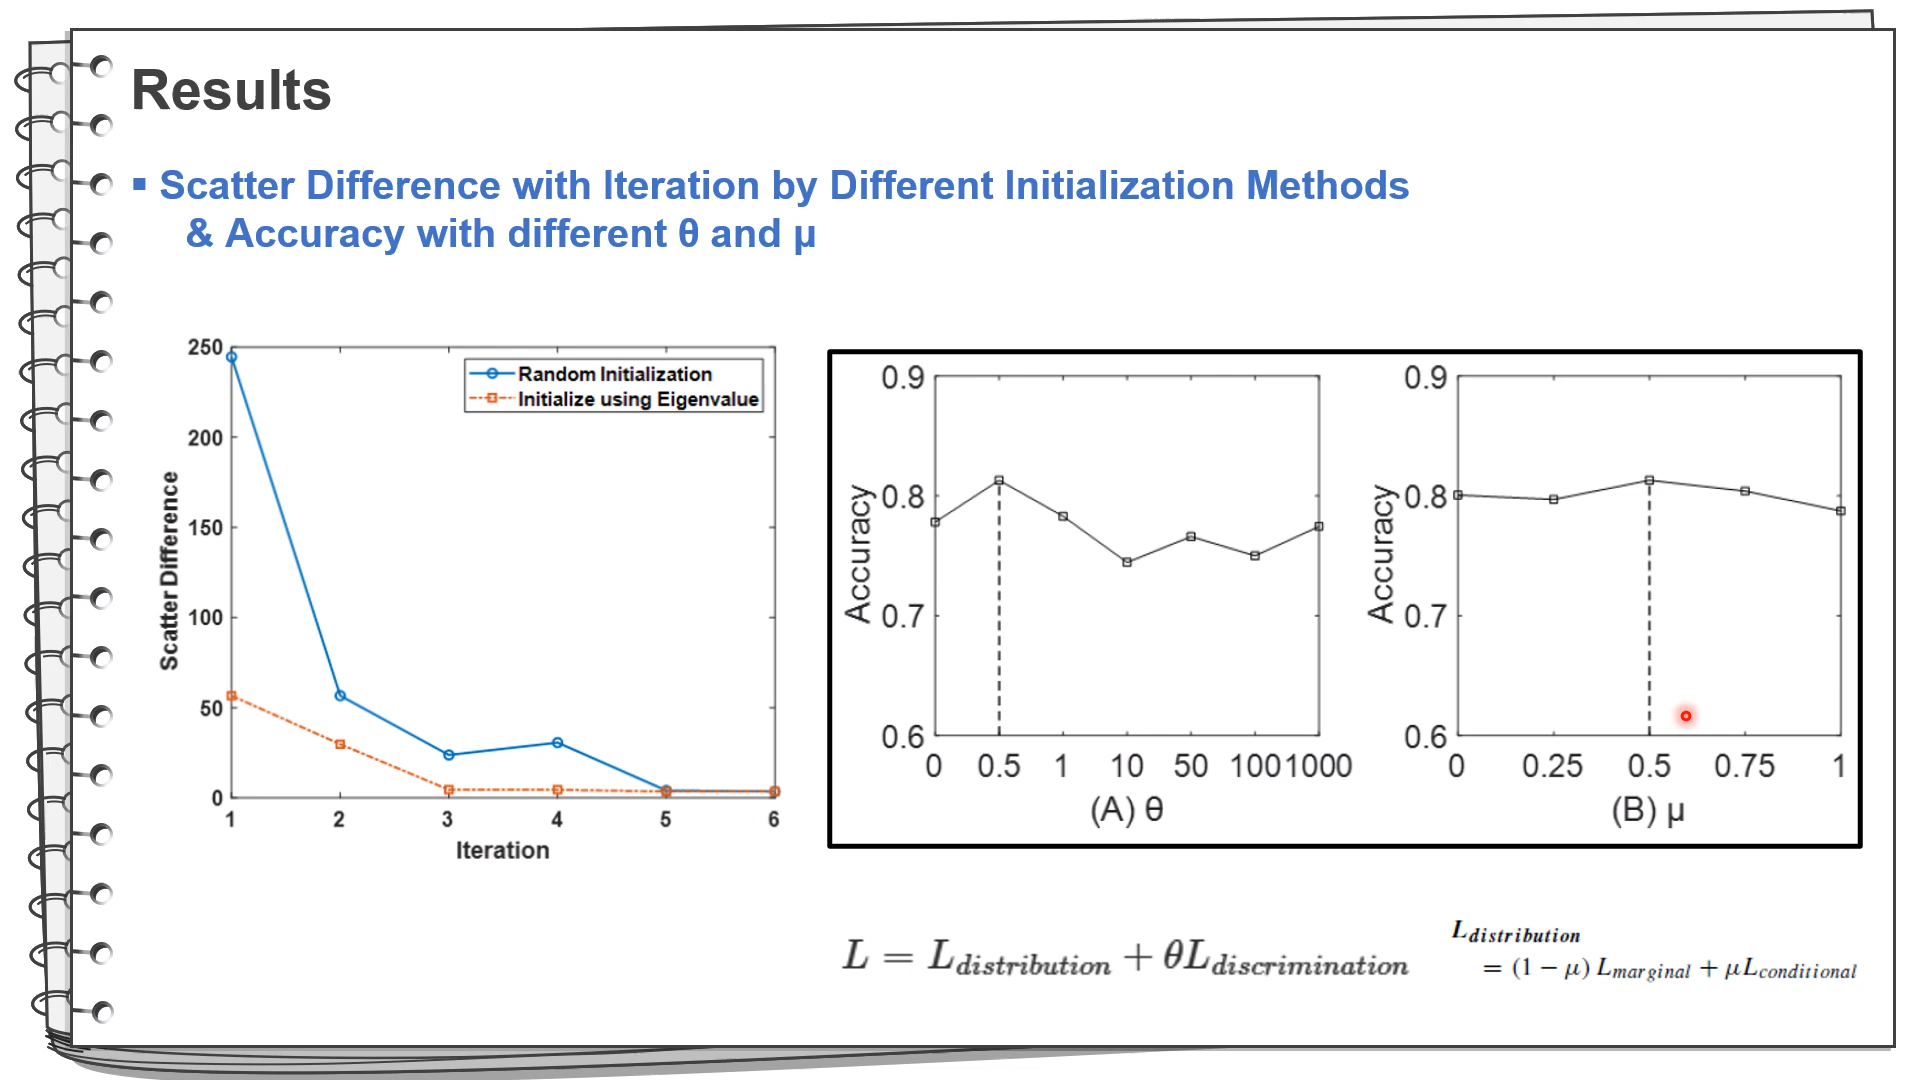 Results
▪ Scatter Difference with Iteration by Different Initialization Methods
& Accuracy with different θ and μ
250
200
150
100
50
0
Scatter Difference
Random Initialization
Initialize using Eigenvalue
1 2 3 4 5 6
Iteration
0.9
0.8
0.7
0.6
Accuracy
0 0.5 1 10 50 100 1000
(A) θ
0.9
0.8
0.7
0.6
Accuracy
0 0.25 0.5 0.75 1
(B) μ
L = L_distribution + θL_discrimination
L_distribution
= (1 − μ) L_marginal + μL_conditional